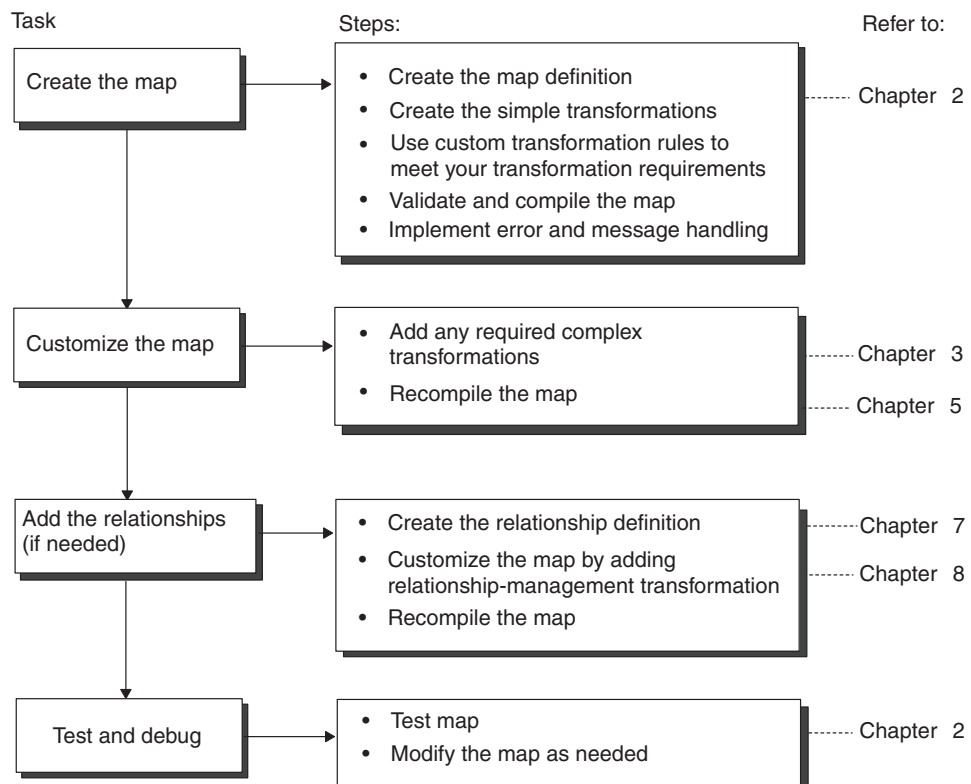 Task
Steps:
Refer to:
Create the map
• Create the map definition
• Create the simple transformations
• Use custom transformation rules to
meet your transformation requirements
• Validate and compile the map
• Implement error and message handling
Chapter 2
Customize the map
• Add any required complex
transformations
• Recompile the map
Chapter 3
Chapter 5
Add the relationships
(if needed)
• Create the relationship definition
• Customize the map by adding
relationship-management transformation
• Recompile the map
Chapter 7
Chapter 8
Test and debug
• Test map
• Modify the map as needed
Chapter 2